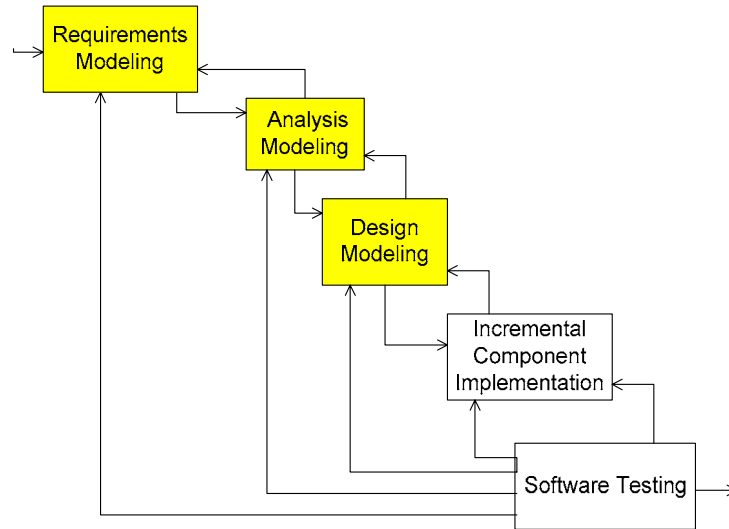 Requirements
Modeling
Analysis
Modeling
Design
Modeling
Incremental
Component
Implementation
Software Testing